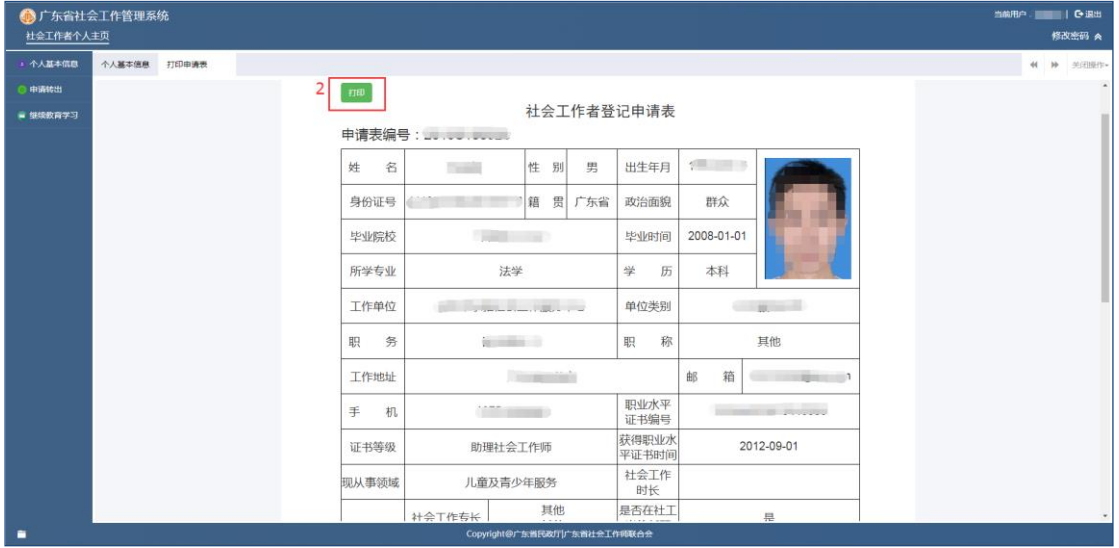 广东省社会工作管理系统
当前用户： | 退出
社会工作者个人主页
修改密码
个人基本信息
个人基本信息 打印申请表
关闭操作
申请转出
继续教育学习
2 打印
社会工作者登记申请表
申请表编号：
姓 名 性 别 男 出生年月
身份证号 籍 贯 广东省 政治面貌 群众
毕业院校 毕业时间 2008-01-01
所学专业 法学 学 历 本科
工作单位 单位类别
职 务 职 称 其他
工作地址 邮 箱
手 机 职业水平
证书编号
证书等级 助理社会工作师 获得职业水
平证书时间 2012-09-01
现从事领域 儿童及青少年服务 社会工作
时长
社会工作专长 其他 是否在社工
是
Copyright@广东省民政厅|广东省社会工作师联合会